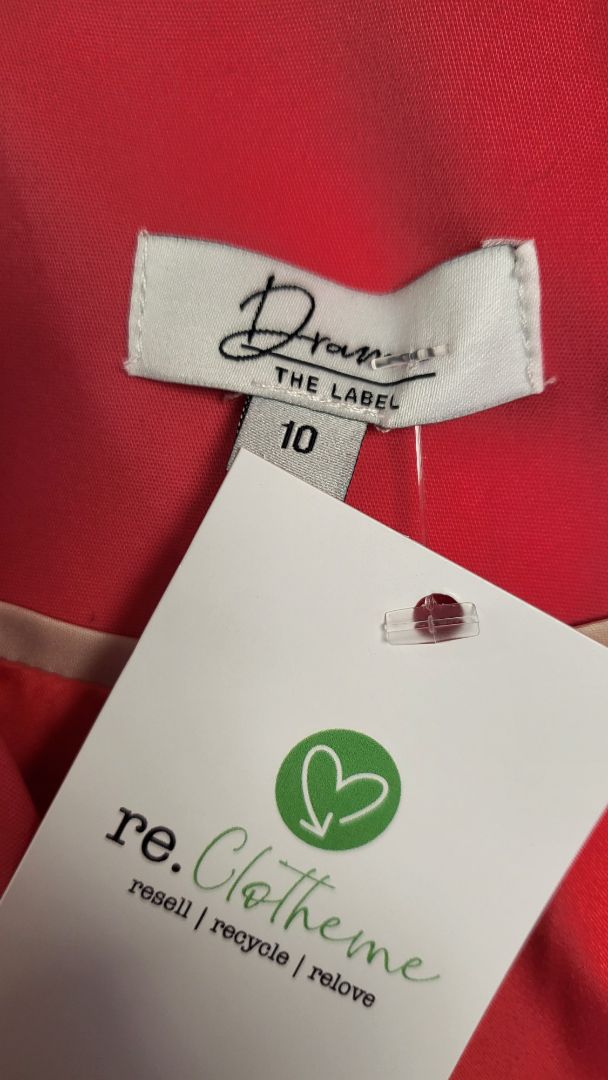 THE LABEL
10
re.Clotheme
resell | recycle | relove